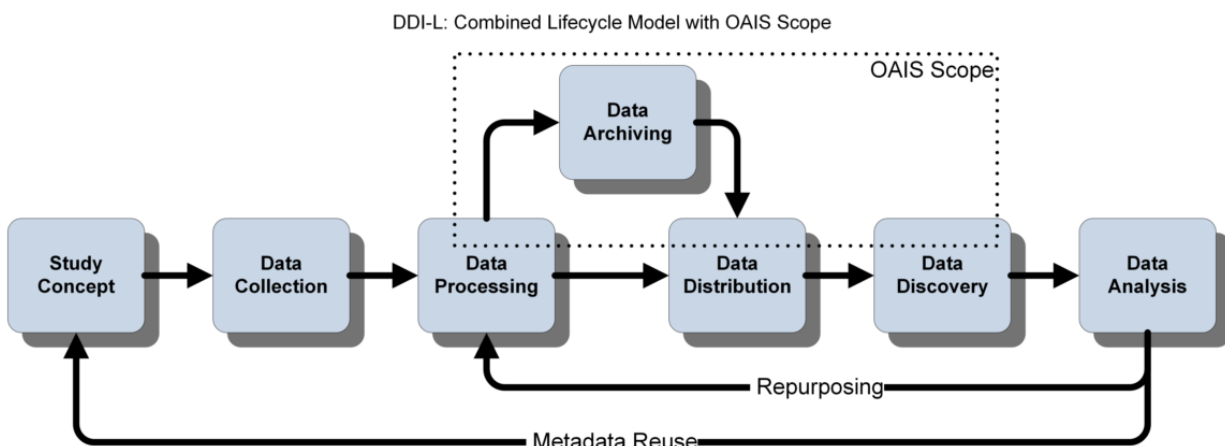 DDI-L: Combined Lifecycle Model with OAIS Scope
OAIS Scope
Data
Archiving
Study
Concept
Data
Collection
Data
Processing
Data
Distribution
Data
Discovery
Data
Analysis
Repurposing
Metadata Reuse